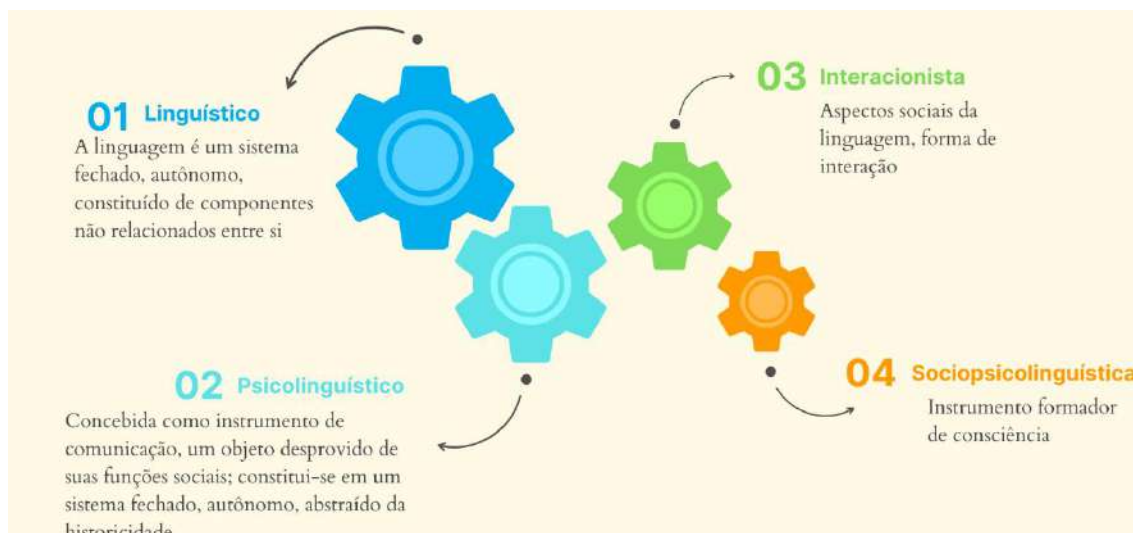 01 Linguístico
A linguagem é um sistema
fechado, autônomo,
constituído de componentes
não relacionados entre si
02 Psicolinguístico
Concebida como instrumento de
comunicação, um objeto desprovido de
suas funções sociais; constitui-se em um
sistema fechado, autônomo, abstraído da
historicidade
03 Interacionista
Aspectos sociais da
linguagem, forma de
interação
04 Sociopsicolinguística
Instrumento formador
de consciência